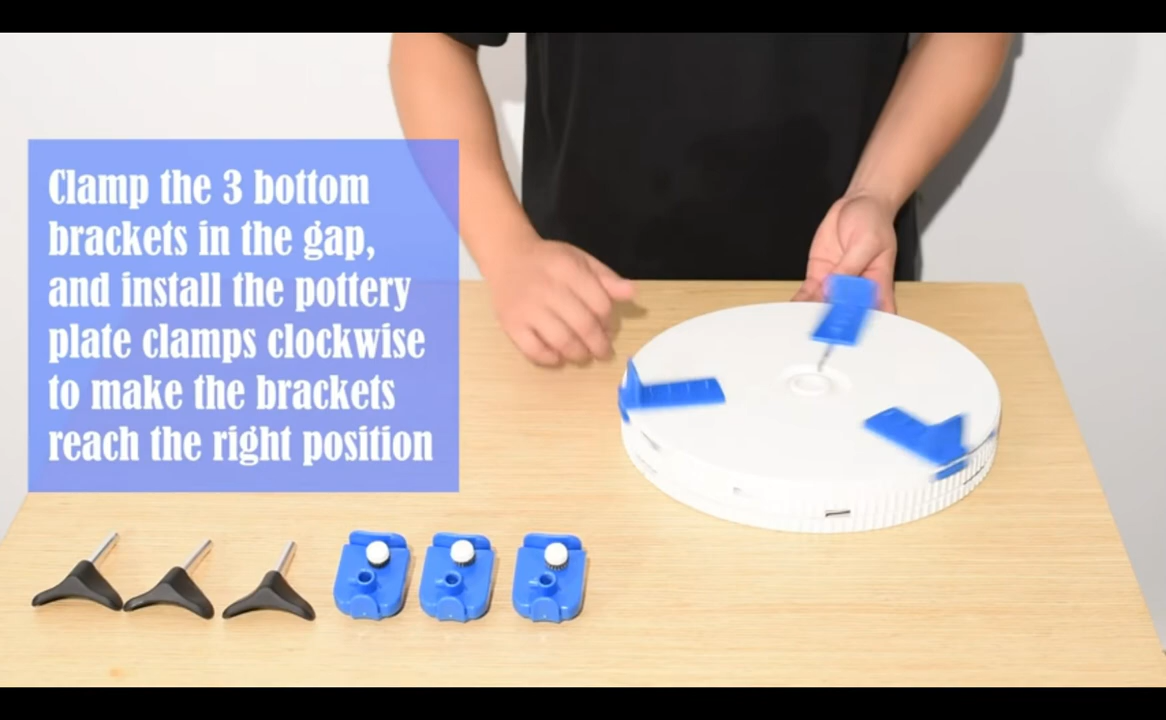 Clamp the 3 bottom
brackets in the gap,
and install the pottery
plate clamps clockwise
to make the brackets
reach the right position